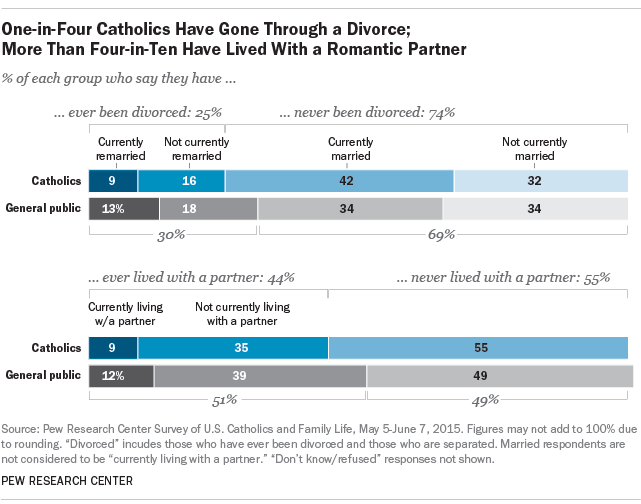 One-in-Four Catholics Have Gone Through a Divorce;
More Than Four-in-Ten Have Lived With a Romantic Partner
% of each group who say they have ...
... ever been divorced: 25%
... never been divorced: 74%
Currently remarried
Not currently remarried
Currently married
Not currently married
Catholics 9 16 42 32
General public 13% 18 34 34
30% 69%
... ever lived with a partner: 44%
... never lived with a partner: 55%
Currently living w/a partner
Not currently living with a partner
Catholics 9 35 55
General public 12% 39 49
51% 49%
Source: Pew Research Center Survey of U.S. Catholics and Family Life, May 5-June 7, 2015. Figures may not add to 100% due
to rounding. “Divorced” incudes those who have ever been divorced and those who are separated. Married respondents are
not considered to be “currently living with a partner.” “Don’t know/refused” responses not shown.
PEW RESEARCH CENTER